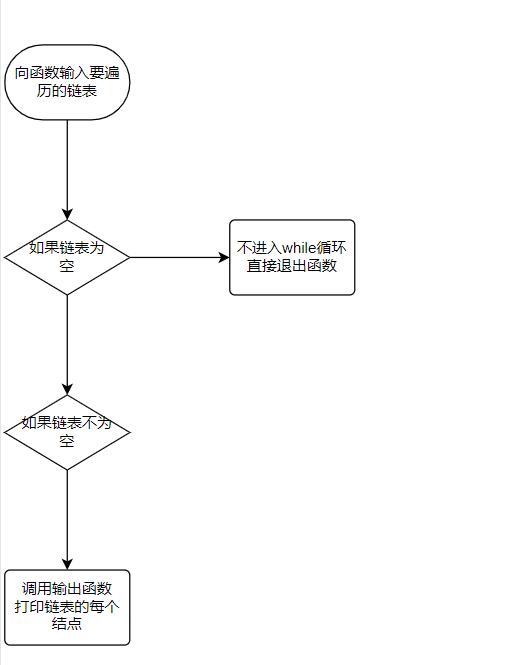 向函数输入要遍
历的链表
如果链表为
空
不进入while循环
直接退出函数
如果链表不为
空
调用输出函数
打印链表的每个
结点